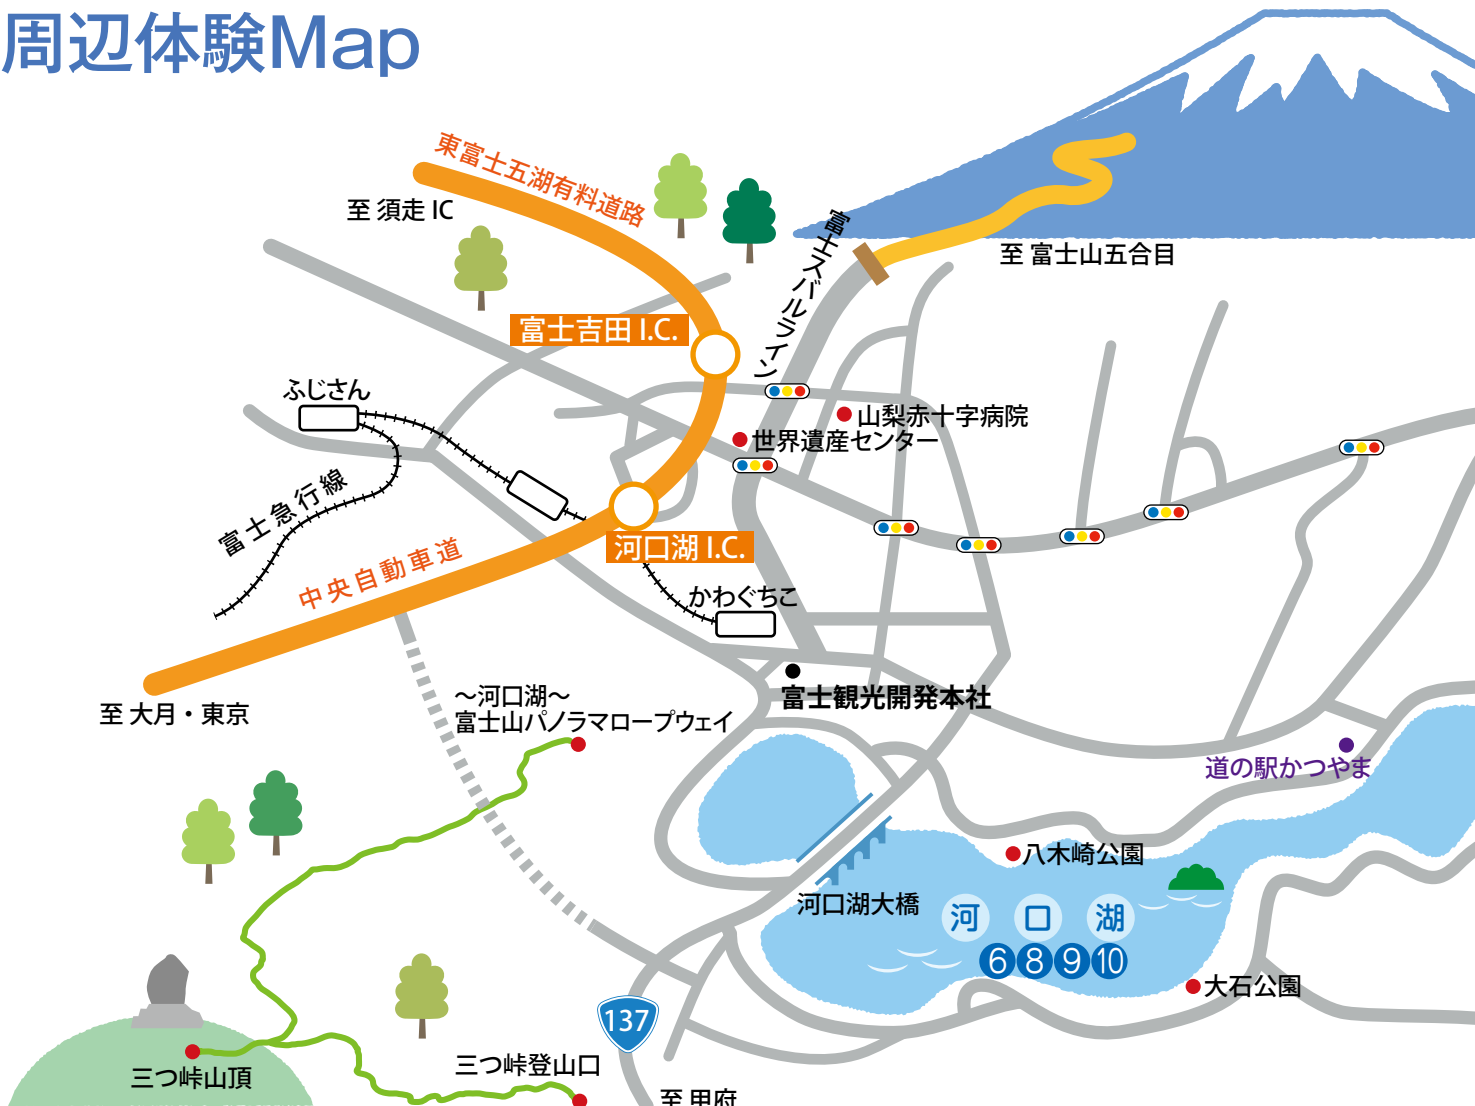 周辺体験Map
東富士五湖有料道路
至 須走 IC
富士スバルライン
至 富士山五合目
富士吉田 I.C.
ふじさん
山梨赤十字病院
世界遺産センター
富士急行線
河口湖 I.C.
中央自動車道
かわぐちこ
富士観光開発本社
至 大月・東京
～河口湖～
富士山パノラマロープウェイ
道の駅かつやま
八木崎公園
河口湖大橋
河 口 湖
6 8 9 10
大石公園
137
三つ峠山頂
三つ峠登山口
至 甲府